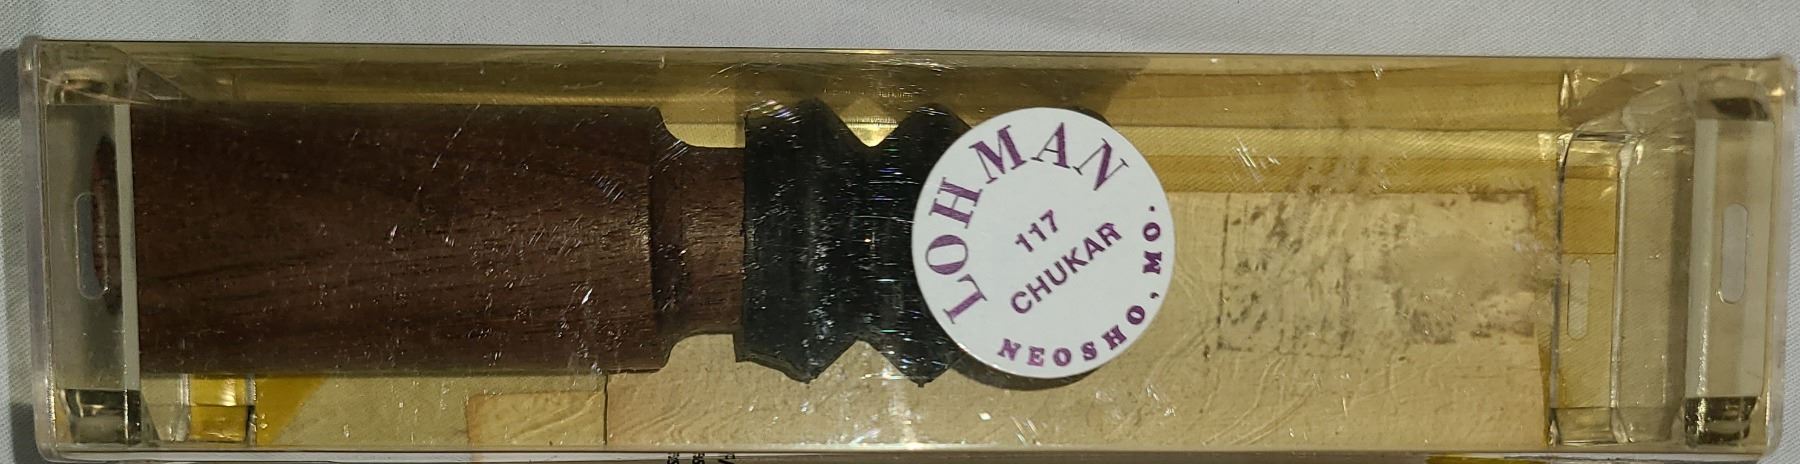 LOHMAN
117
CHUKAR
NEOSHO, MO.